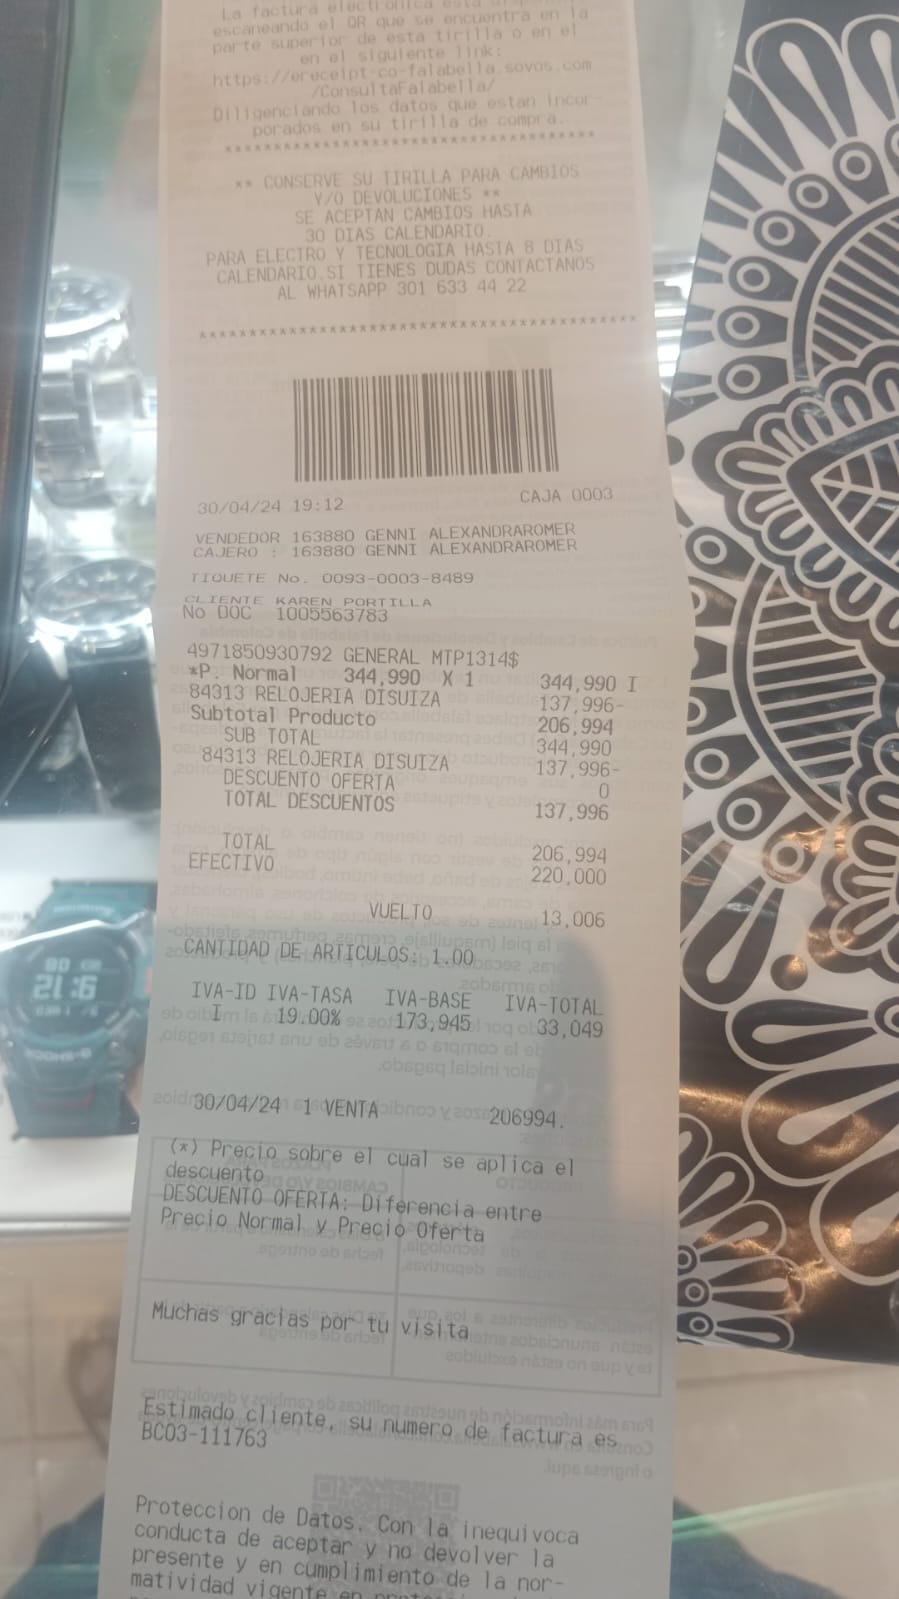 La factura electronica esta
escaneando el QR que se encuentra en la
parte superior de esta tirilla o en el
en el siguiente link:
https://ereceipt-co-falabella.sovos.com
/ConsultaFalabella/
Diligenciando los datos que estan incor-
porados en su tirilla de compra.
** CONSERVE SU TIRILLA PARA CAMBIOS
Y/O DEVOLUCIONES **
SE ACEPTAN CAMBIOS HASTA
30 DIAS CALENDARIO.
PARA ELECTRO Y TECNOLOGIA HASTA 8 DIAS
CALENDARIO.SI TIENES DUDAS CONTACTANOS
AL WHATSAPP 301 633 44 22
30/04/24 19:12 CAJA 0003
VENDEDOR 163880 GENNI ALEXANDRAROMER
CAJERO : 163880 GENNI ALEXANDRAROMER
TIQUETE No. 0093-0003-8489
CLIENTE KAREN PORTILLA
No DOC 1005563783
4971850930792 GENERAL MTP1314$
*P. Normal 344,990 X 1 344,990 I
84313 RELOJERIA DISUIZA 137,996-
Subtotal Producto 206,994
SUB TOTAL 344,990
84313 RELOJERIA DISUIZA 137,996-
DESCUENTO OFERTA 0
TOTAL DESCUENTOS 137,996
TOTAL 206,994
EFECTIVO 220,000
VUELTO 13,006
CANTIDAD DE ARTICULOS: 1.00
IVA-ID IVA-TASA IVA-BASE IVA-TOTAL
I 19.00% 173,945 33,049
30/04/24 1 VENTA 206994.
(*) Precio sobre el cual se aplica el
descuento
DESCUENTO OFERTA: Diferencia entre
Precio Normal y Precio Oferta
Muchas gracias por tu visita
Estimado cliente, su numero de factura es
BC03-111763
Proteccion de Datos. Con la inequivoca
conducta de aceptar y no devolver la
presente y en cumplimiento de la nor-
matividad vigente en